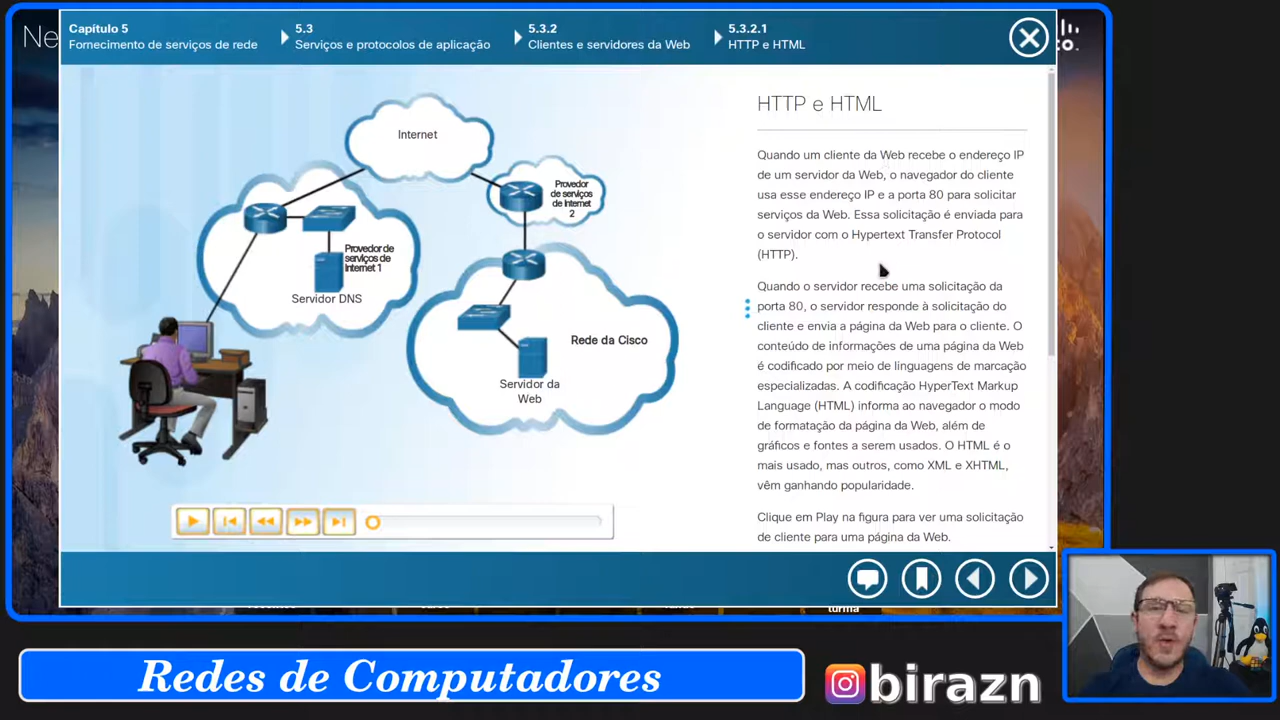 Ne
Capítulo 5
Fornecimento de serviços de rede
5.3
Serviços e protocolos de aplicação
5.3.2
Clientes e servidores da Web
5.3.2.1
HTTP e HTML
co.
Internet
Provedor
de serviços
de Internet
2
Provedor de
serviços de
Internet 1
Servidor DNS
Rede da Cisco
Servidor da
Web
HTTP e HTML
Quando um cliente da Web recebe o endereço IP
de um servidor da Web, o navegador do cliente
usa esse endereço IP e a porta 80 para solicitar
serviços da Web. Essa solicitação é enviada para
o servidor com o Hypertext Transfer Protocol
(HTTP).
Quando o servidor recebe uma solicitação da
porta 80, o servidor responde à solicitação do
cliente e envia a página da Web para o cliente. O
conteúdo de informações de uma página da Web
é codificado por meio de linguagens de marcação
especializadas. A codificação HyperText Markup
Language (HTML) informa ao navegador o modo
de formatação da página da Web, além de
gráficos e fontes a serem usados. O HTML é o
mais usado, mas outros, como XML e XHTML,
vêm ganhando popularidade.
Clique em Play na figura para ver uma solicitação
de cliente para uma página da Web.
turma
Redes de Computadores
birazn